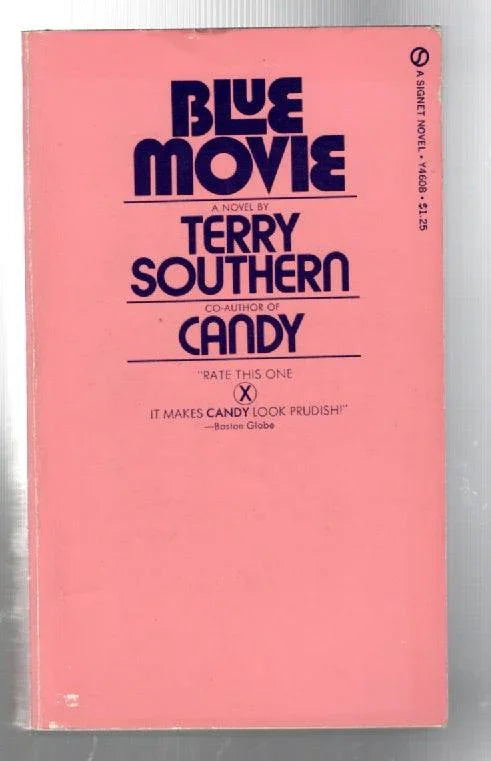 BLUE
MOVIE
A NOVEL BY
TERRY
SOUTHERN
CO-AUTHOR OF
CANDY
"RATE THIS ONE
X
IT MAKES CANDY LOOK PRUDISH!"
—Boston Globe
S A SIGNET NOVEL • Y4608 • $1.25